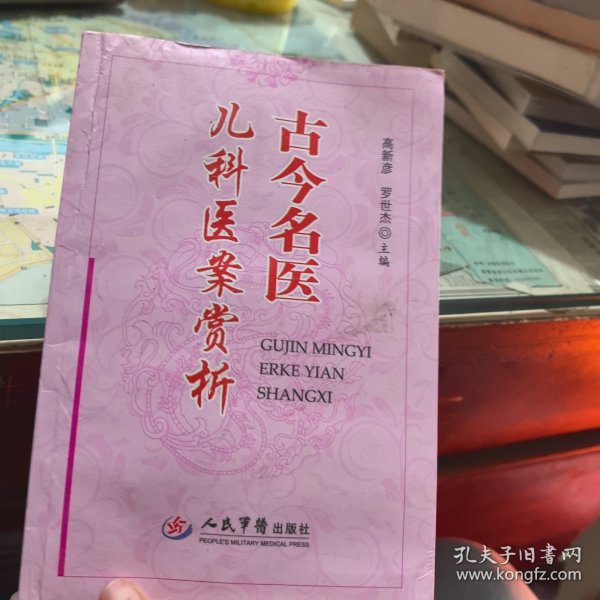 古今名医
儿科医案赏析
高新彦 罗世杰◎主编
GUJIN MINGYI
ERKE YIAN
SHANGXI
人民军医出版社
PEOPLE'S MILITARY MEDICAL PRESS
孔夫子旧书网
www.kongfz.com